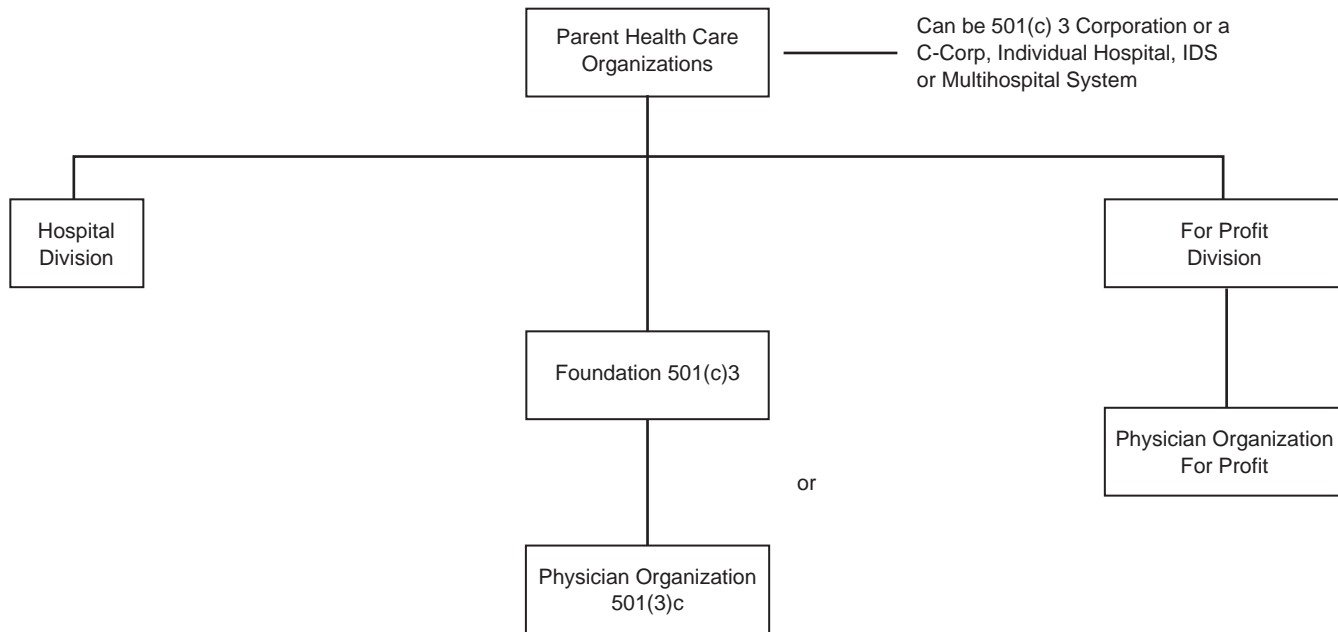 Parent Health Care
Organizations
Can be 501(c) 3 Corporation or a
C-Corp, Individual Hospital, IDS
or Multihospital System
Hospital
Division
For Profit
Division
Foundation 501(c)3
Physician Organization
For Profit
or
Physician Organization
501(3)c